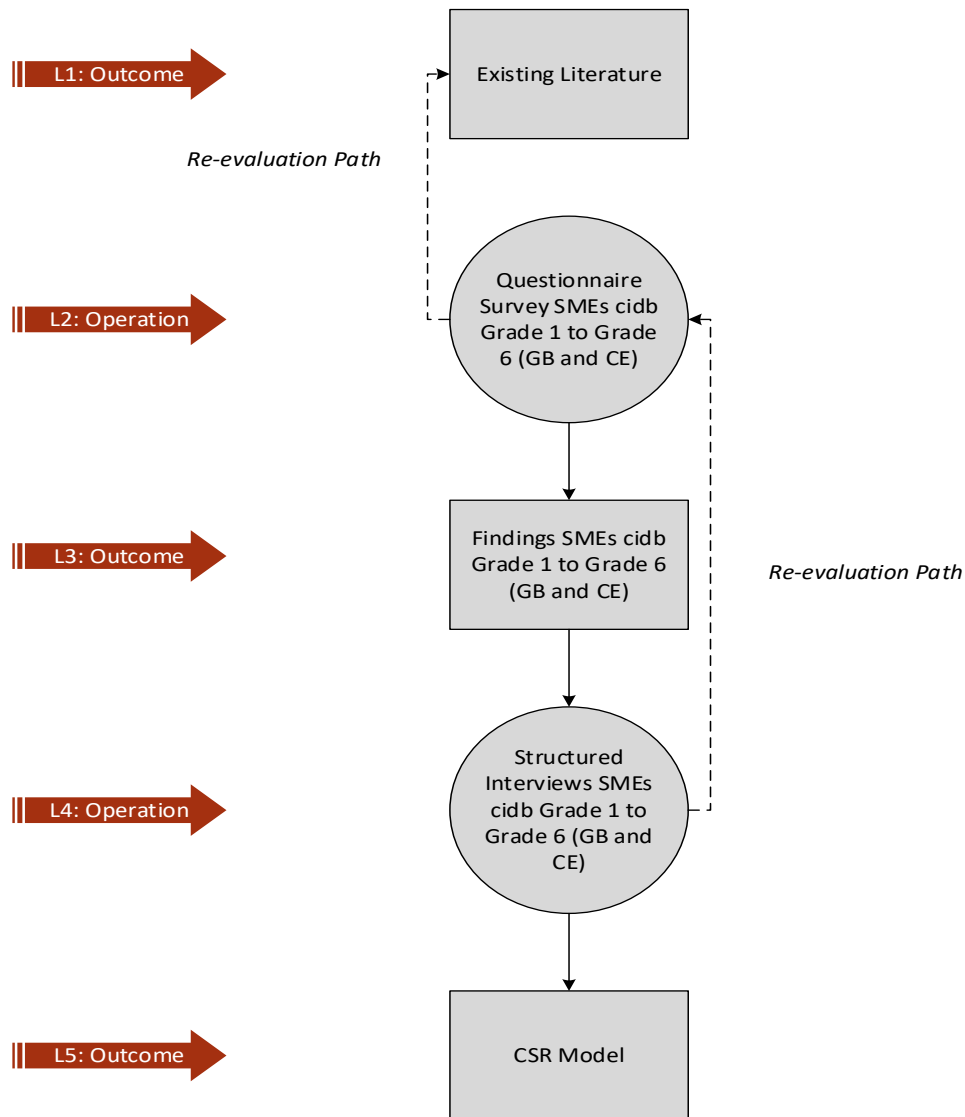 L1: Outcome
Existing Literature
Re-evaluation Path
L2: Operation
Questionnaire
Survey SMEs cidb
Grade 1 to Grade
6 (GB and CE)
L3: Outcome
Findings SMEs cidb
Grade 1 to Grade 6
(GB and CE)
Re-evaluation Path
L4: Operation
Structured
Interviews SMEs
cidb Grade 1 to
Grade 6 (GB and
CE)
L5: Outcome
CSR Model